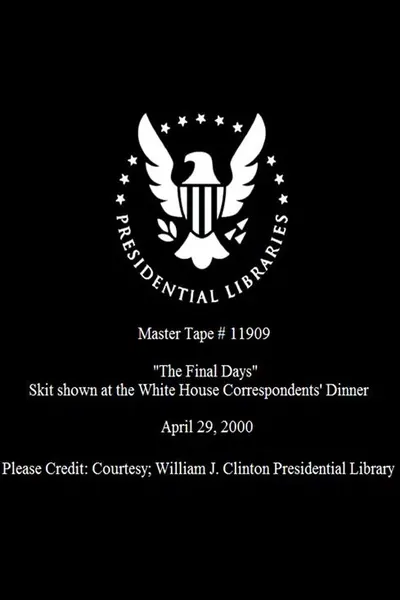 PRESIDENTIAL LIBRARIES
Master Tape # 11909
"The Final Days"
Skit shown at the White House Correspondents' Dinner
April 29, 2000
Please Credit: Courtesy; William J. Clinton Presidential Library